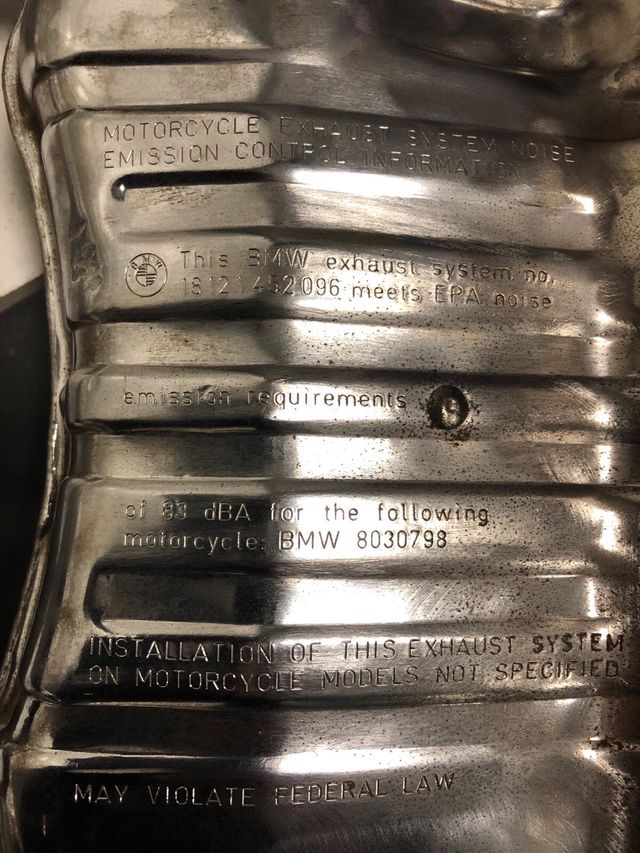 MOTORCYCLE EXHAUST SYSTEM NOISE
EMISSION CONTROL INFORMATION
BMW
This BMW exhaust system no.
18121452096 meets EPA noise
emission requirements
of 83 dBA for the following
motorcycle: BMW 8030798
INSTALLATION OF THIS EXHAUST SYSTEM
ON MOTORCYCLE MODELS NOT SPECIFIED
MAY VIOLATE FEDERAL LAW